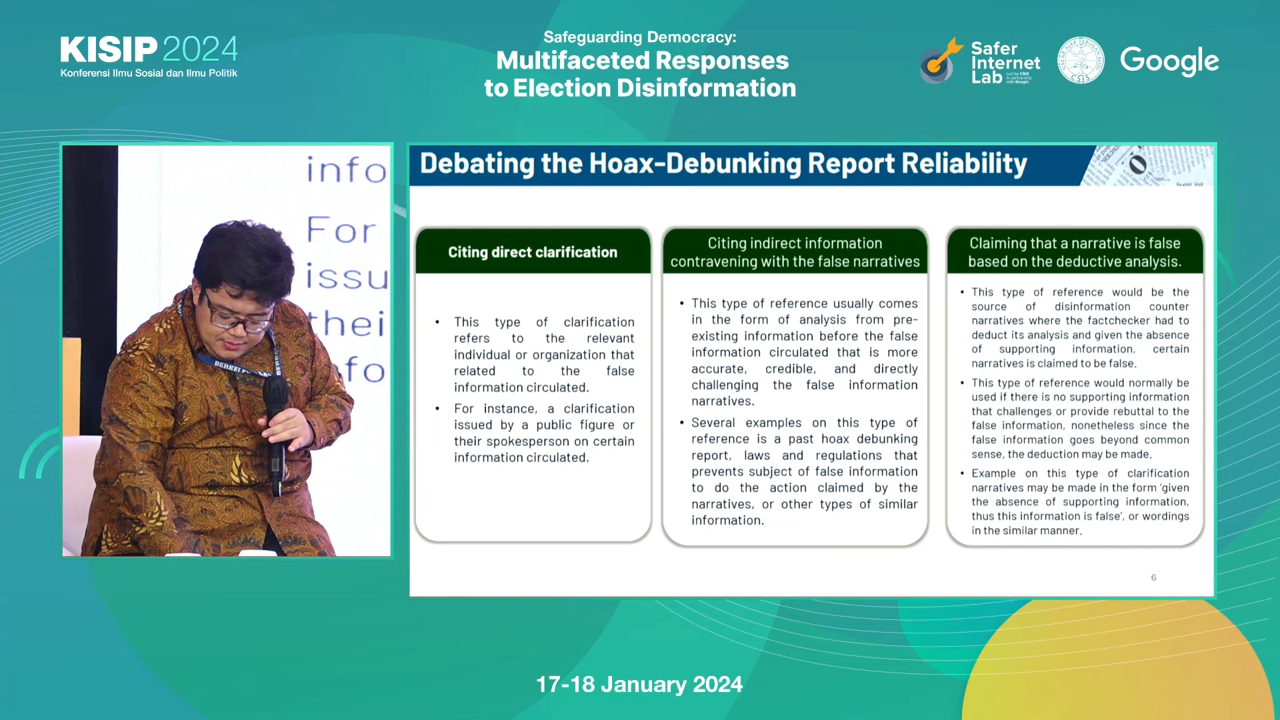 KISIP 2024
Konferensi Ilmu Sosial dan Ilmu Politik
Safeguarding Democracy:
Multifaceted Responses
to Election Disinformation
Safer
Internet
Lab
Google
info
For
issu
thei
nfo
Debating the Hoax-Debunking Report Reliability
Citing direct clarification
• This type of clarification
refers to the relevant
individual or organization that
related to the false
information circulated.
• For instance, a clarification
issued by a public figure or
their spokesperson on certain
information circulated.
Citing indirect information
contravening with the false narratives
• This type of reference usually comes
in the form of analysis from pre-
existing information before the false
information circulated that is more
accurate, credible, and directly
challenging the false information
narratives.
• Several examples on this type of
reference is a past hoax debunking
report, laws and regulations that
prevents subject of false information
to do the action claimed by the
narratives, or other types of similar
information.
Claiming that a narrative is false
based on the deductive analysis.
• This type of reference would be the
source of disinformation counter
narratives where the factchecker had to
deduct its analysis and given the absence
of supporting information, certain
narratives is claimed to be false.
• This type of reference would normally be
used if there is no supporting information
that challenges or provide rebuttal to the
false information, nonetheless since the
false information goes beyond common
sense, the deduction may be made.
• Example on this type of clarification
narratives may be made in the form 'given
the absence of supporting information,
thus this information is false', or wordings
in the similar manner.
6
17-18 January 2024